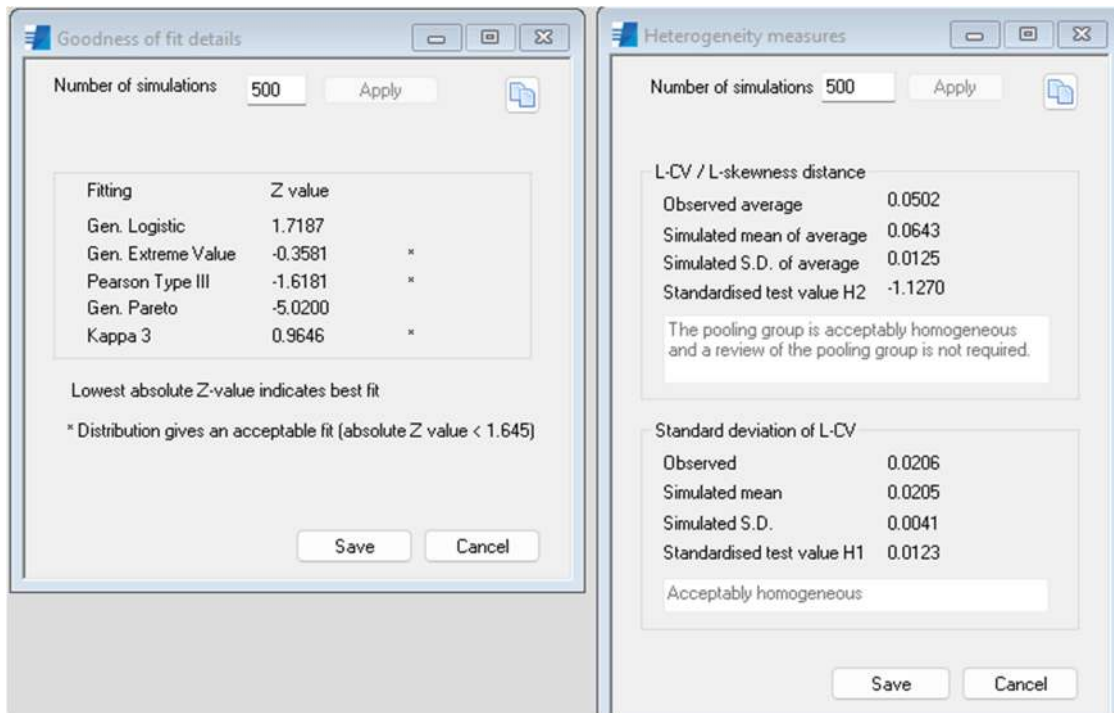 Goodness of fit details
Number of simulations 500 Apply
Fitting Z value
Gen. Logistic 1.7187
Gen. Extreme Value -0.3581 *
Pearson Type III -1.6181 *
Gen. Pareto -5.0200
Kappa 3 0.9646 *
Lowest absolute Z-value indicates best fit
* Distribution gives an acceptable fit (absolute Z value < 1.645)
Save Cancel
Heterogeneity measures
Number of simulations 500 Apply
L-CV / L-skewness distance
Observed average 0.0502
Simulated mean of average 0.0643
Simulated S.D. of average 0.0125
Standardised test value H2 -1.1270
The pooling group is acceptably homogeneous
and a review of the pooling group is not required.
Standard deviation of L-CV
Observed 0.0206
Simulated mean 0.0205
Simulated S.D. 0.0041
Standardised test value H1 0.0123
Acceptably homogeneous
Save Cancel